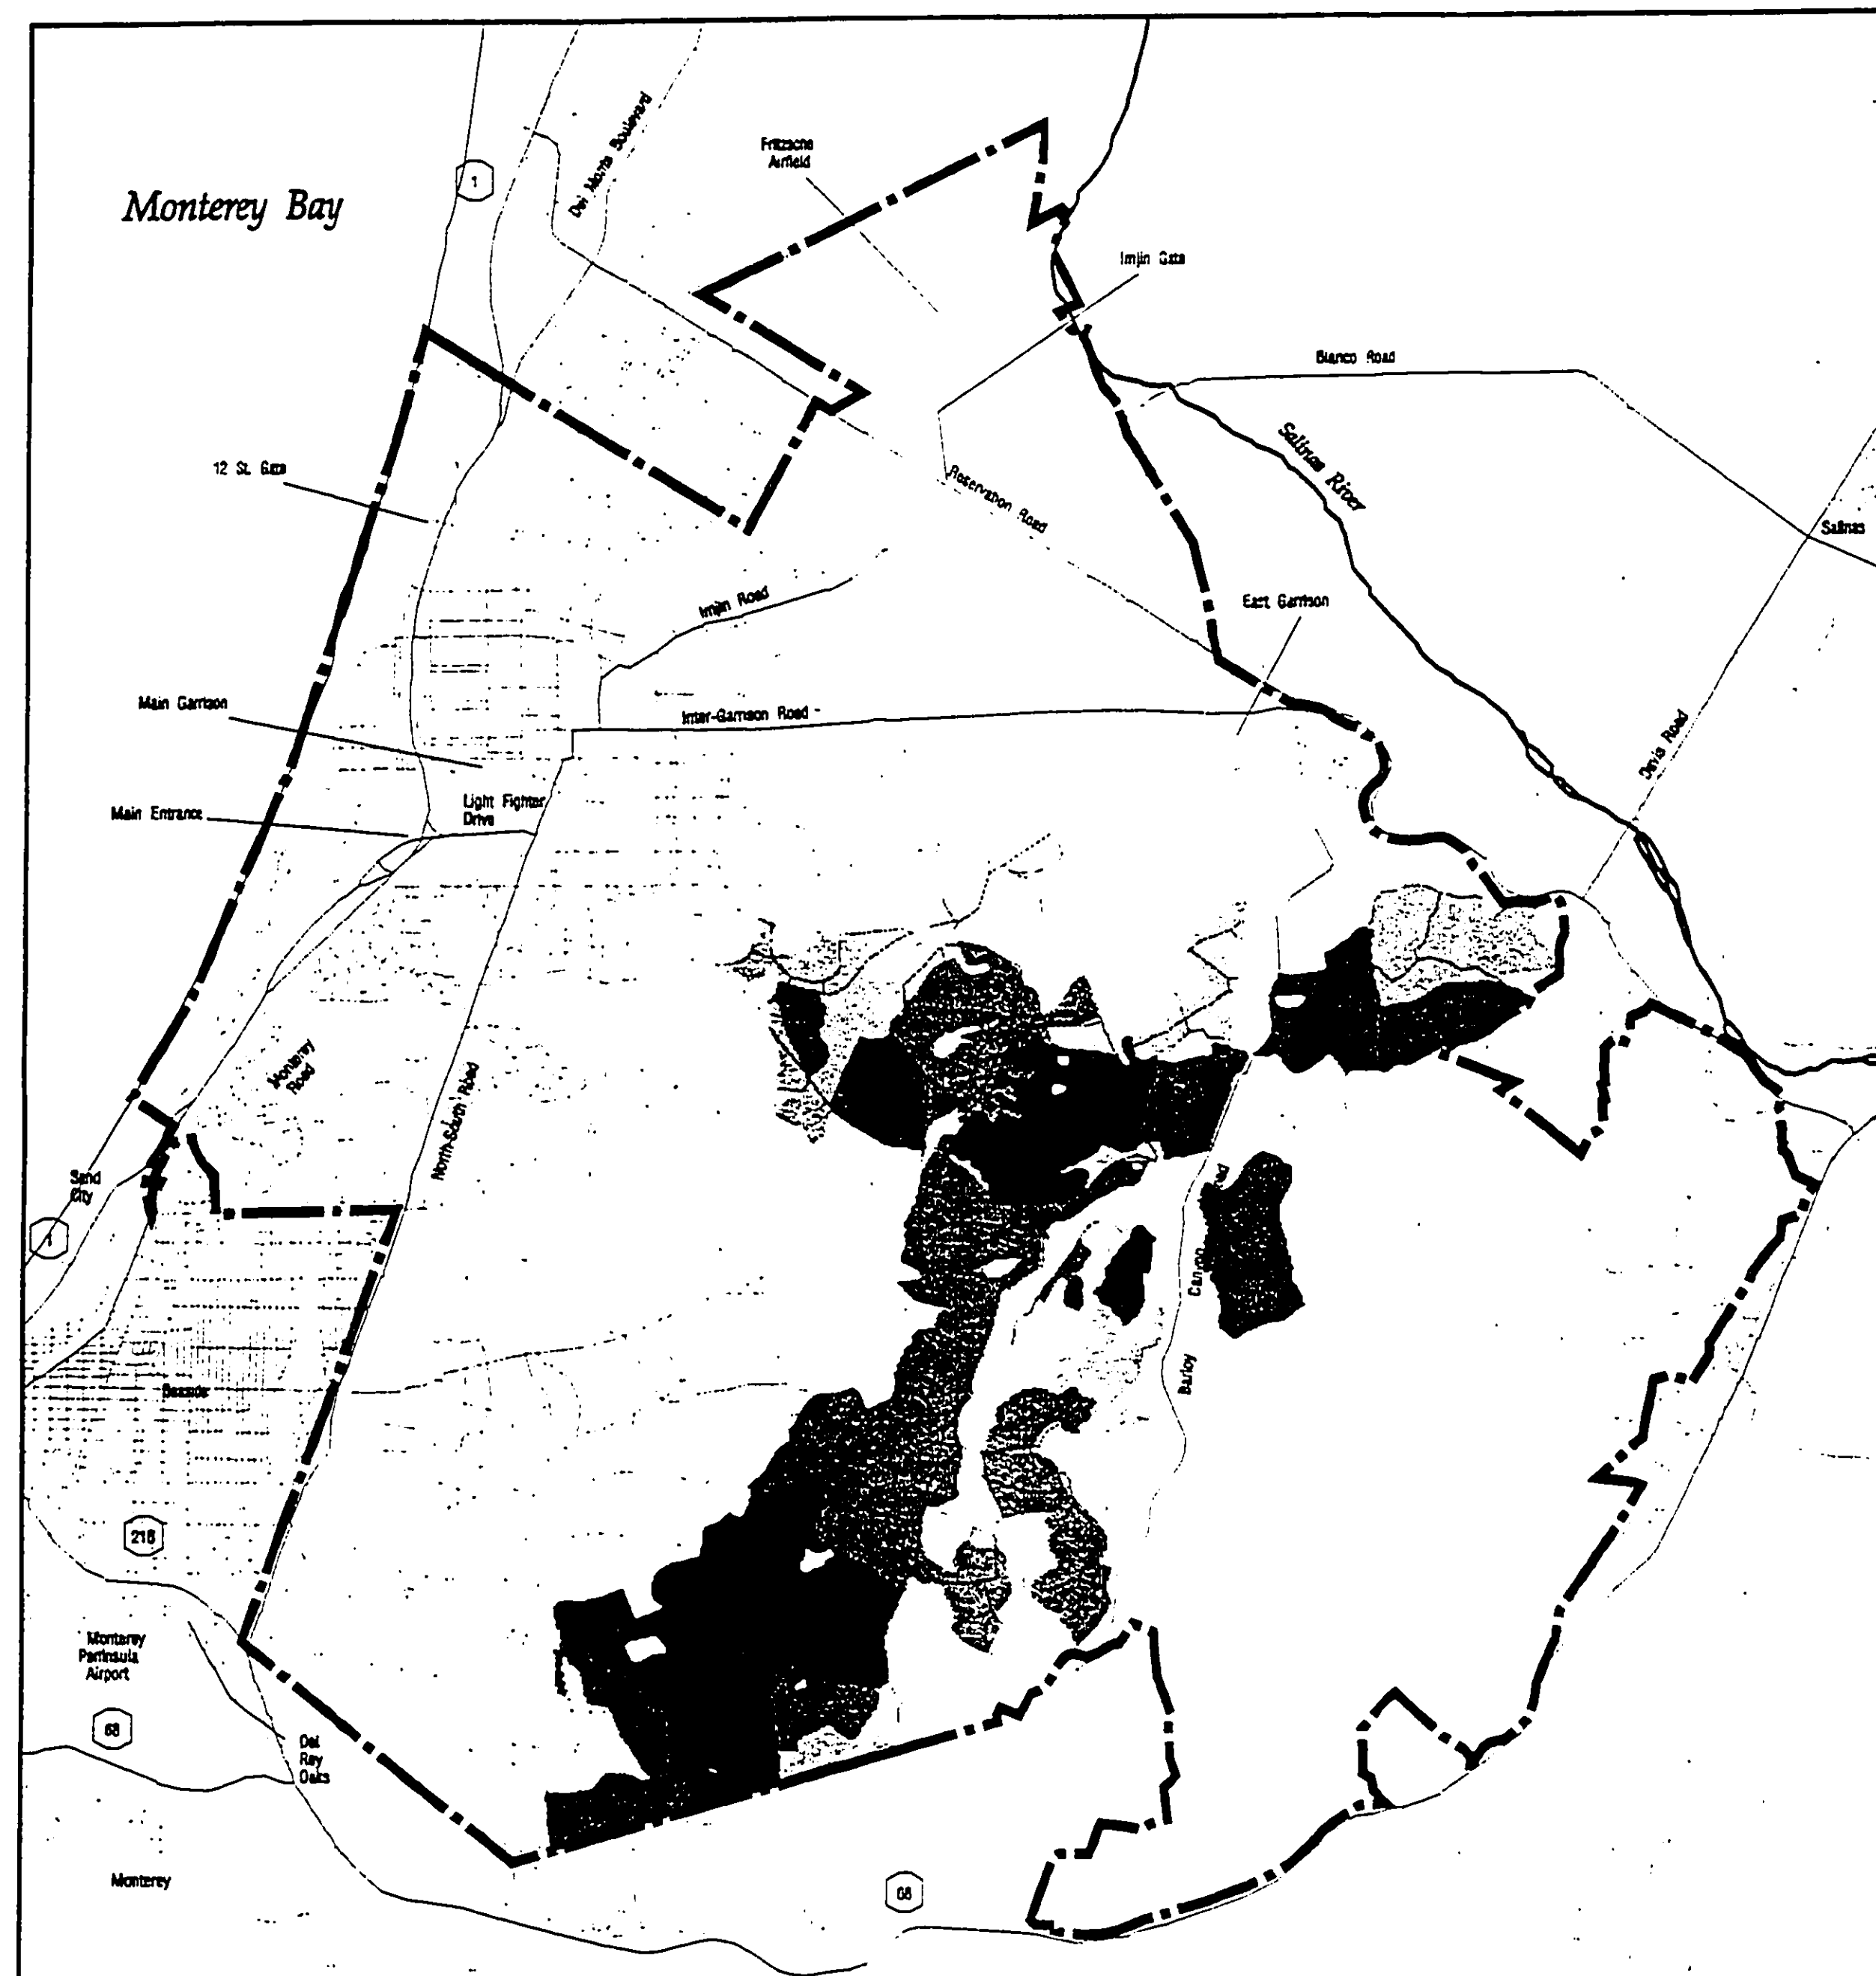 Monterey Bay
1
Del Monte Boulevard
Fritzsche
Airfield
Imjin Gate
Blanco Road
Salinas River
Salinas
12 St. Gate
Reservation Road
East Garrison
Imjin Road
Main Garrison
Inter-Garrison Road
Davis Road
Main Entrance
Light Fighter
Drive
Monterey
Road
North-South Road
Sand
City
1
Barloy Canyon
Seaside
218
Monterey
Peninsula
Airport
68
Del
Rey
Oaks
Monterey
68